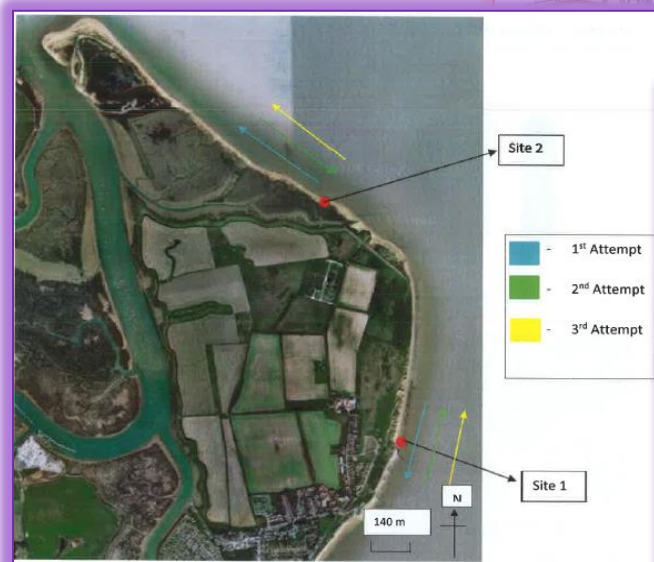 Site 2
- 1st Attempt
- 2nd Attempt
- 3rd Attempt
Site 1
N
140 m